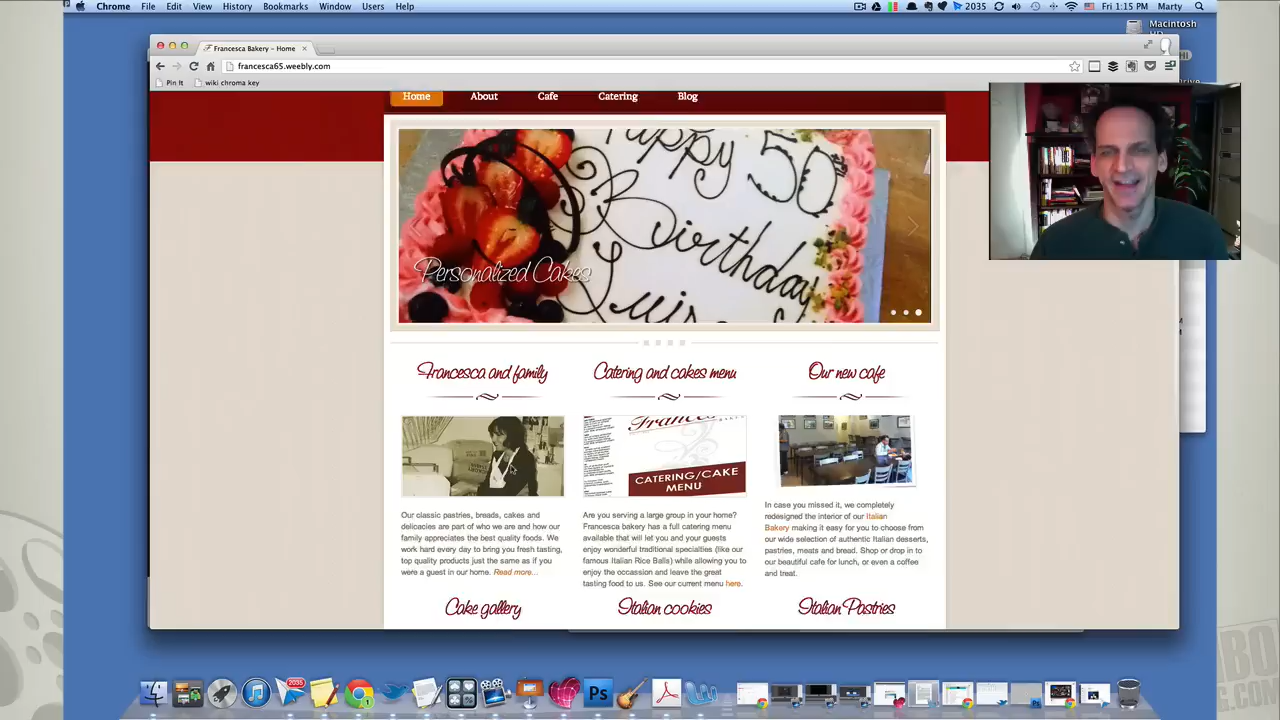 Chrome File Edit View History Bookmarks Window Users Help
2035 Fri 1:15 PM Marty
Macintosh
Francesca Bakery - Home
francesca65.weebly.com
Pin It wiki chroma key
Home About Cafe Catering Blog
Happy 50th
Birthday
Personalized Cakes
Francesca and family
Catering and cakes menu
Our new cafe
CATERING/CAKE
MENU
Our classic pastries, breads, cakes and
delicacies are part of who we are and how our
family appreciates the best quality foods. We
work hard every day to bring you fresh tasting,
top quality products just the same as if you
were a guest in our home. Read more...
Are you serving a large group in your home?
Francesca bakery has a full catering menu
available that will let you and your guests
enjoy wonderful traditional specialties (like our
famous Italian Rice Balls) while allowing you to
enjoy the occassion and leave the great
tasting food to us. See our current menu here.
In case you missed it, we completely
redesigned the interior of our Italian
Bakery making it easy for you to choose from
our wide selection of authentic Italian desserts,
pastries, meats and bread. Shop or drop in to
our beautiful cafe for lunch, or even a coffee
and treat.
Cake gallery
Italian cookies
Italian Pastries
2035
Ps